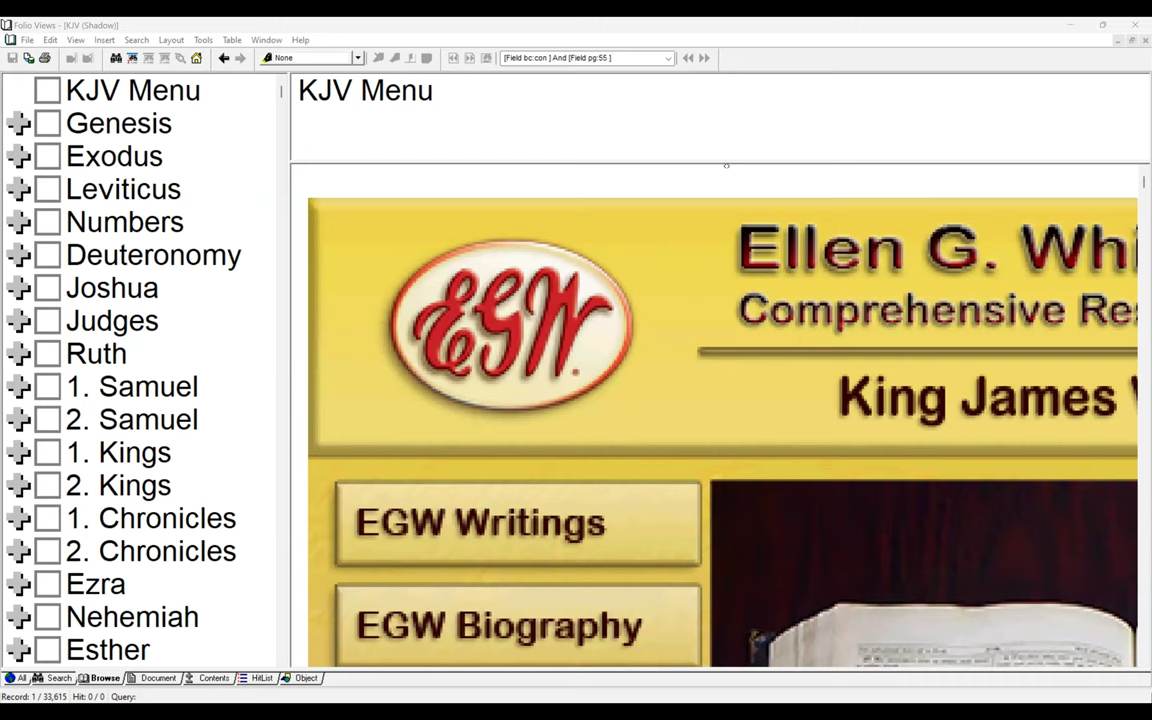 Folio Views - [KJV (Shadow)]
File Edit View Insert Search Layout Tools Table Window Help
None
[Field bc:con ] And [Field pg:55 ]
KJV Menu
Genesis
Exodus
Leviticus
Numbers
Deuteronomy
Joshua
Judges
Ruth
1. Samuel
2. Samuel
1. Kings
2. Kings
1. Chronicles
2. Chronicles
Ezra
Nehemiah
Esther
KJV Menu
EGW
Ellen G. Whi
Comprehensive Re
King James
EGW Writings
EGW Biography
All Search Browse Document Contents HitList Object
Record: 1 / 33,615 Hit: 0 / 0 Query: